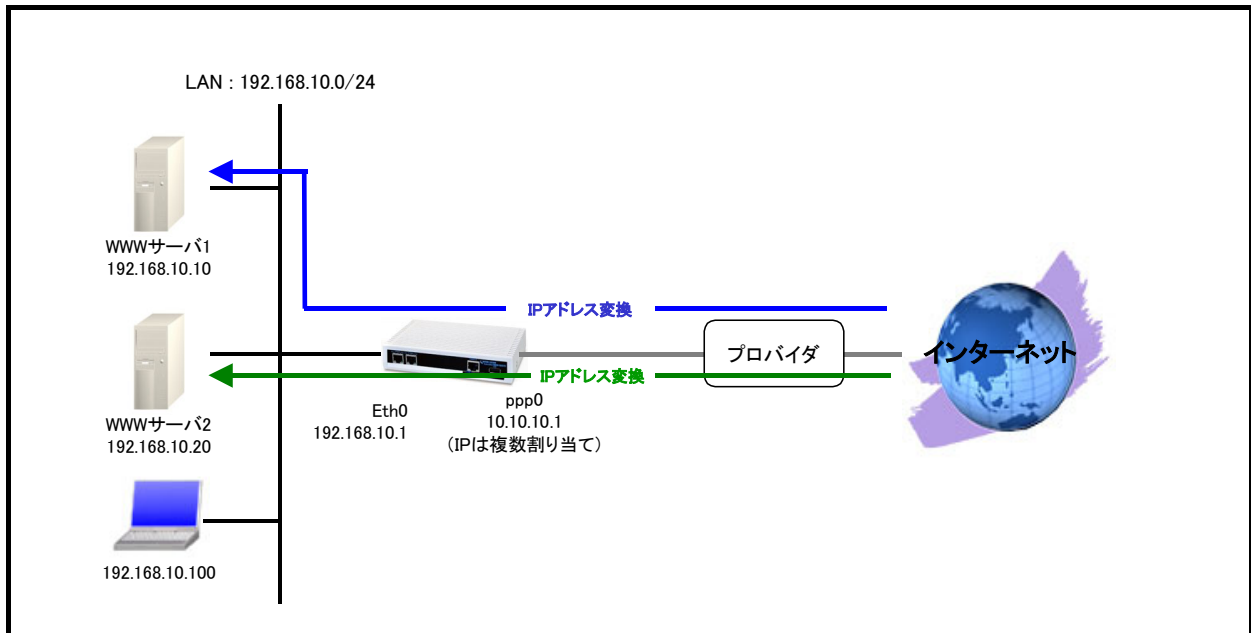 LAN : 192.168.10.0/24
WWWサーバ1
192.168.10.10
IPアドレス変換
プロバイダ
インターネット
IPアドレス変換
WWWサーバ2
192.168.10.20
Eth0
192.168.10.1
ppp0
10.10.10.1
（IPは複数割り当て）
192.168.10.100